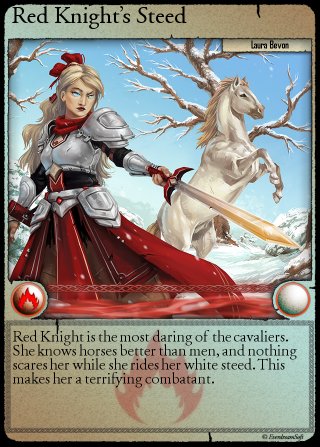 Red Knight's Steed
Laura Bevon
Red Knight is the most daring of the cavaliers.
She knows horses better than men, and nothing
scares her while she rides her white steed. This
makes her a terrifying combatant.
© EverdreamSoft